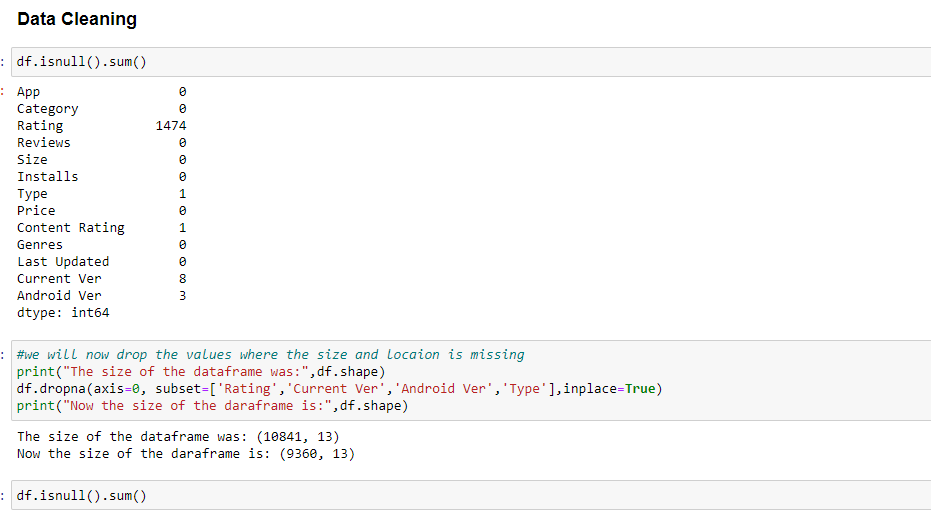 Data Cleaning
: df.isnull().sum()
: App 0
Category 0
Rating 1474
Reviews 0
Size 0
Installs 0
Type 1
Price 0
Content Rating 1
Genres 0
Last Updated 0
Current Ver 8
Android Ver 3
dtype: int64
: #we will now drop the values where the size and locaion is missing
print("The size of the dataframe was:",df.shape)
df.dropna(axis=0, subset=['Rating','Current Ver','Android Ver','Type'],inplace=True)
print("Now the size of the daraframe is:",df.shape)
The size of the dataframe was: (10841, 13)
Now the size of the daraframe is: (9360, 13)
: df.isnull().sum()